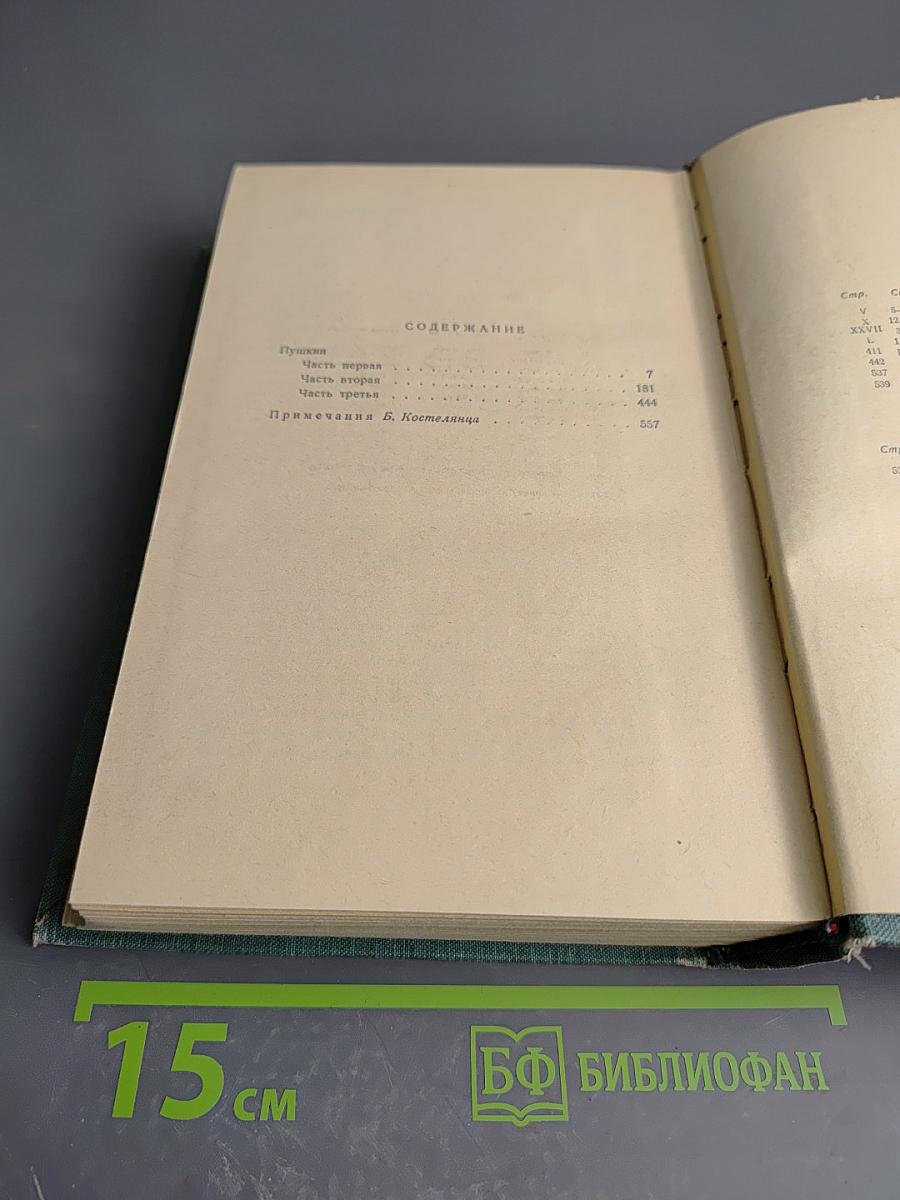 СОДЕРЖАНИЕ
Пушкин
Часть первая . . . . . . . . . . . . . . . . . . . . . . 7
Часть вторая . . . . . . . . . . . . . . . . . . . . . . 181
Часть третья . . . . . . . . . . . . . . . . . . . . . . 444
Примечания Б. Костелянца . . . . . . . . . . . . 557
Стр.
V
X
XXVII
L
411
442
537
539
15 см
БФ БИБЛИОФАН